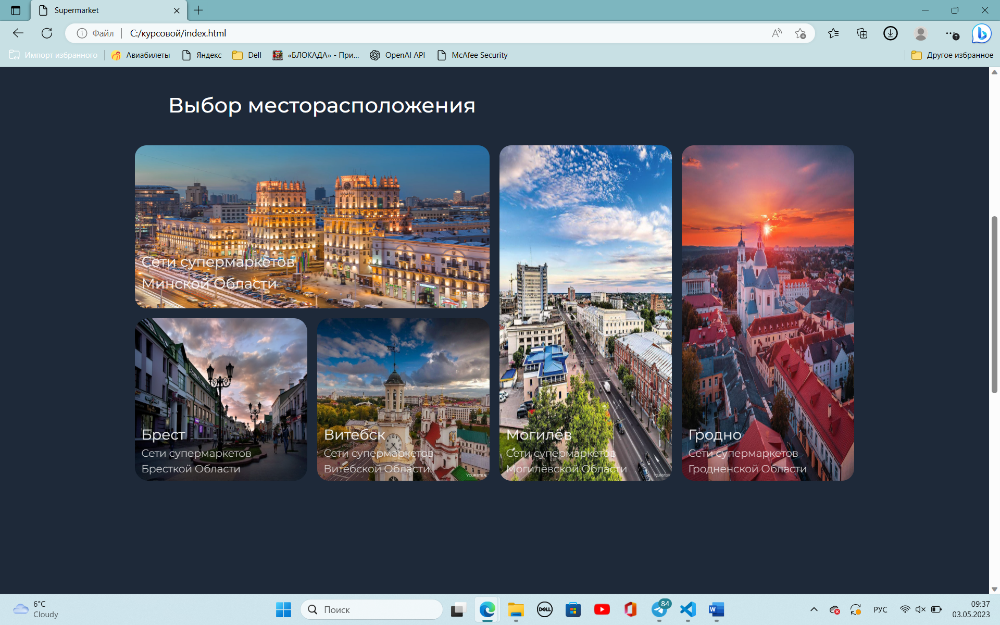 Supermarket
Файл
C:/курсовой/index.html
Импорт избранного
Авиабилеты
Яндекс
Dell
«БЛОКАДА» - При...
OpenAI API
McAfee Security
Другое избранное
Выбор месторасположения
Сети супермаркетов
Минской Области
Брест
Сети супермаркетов
Бресткой Области
Витебск
Сети супермаркетов
Витебской Области
Могилёв
Сети супермаркетов
Могилёвской Области
Гродно
Сети супермаркетов
Гродненской Области
6°C
Cloudy
Поиск
DELL
84
РУС
09:37
03.05.2023